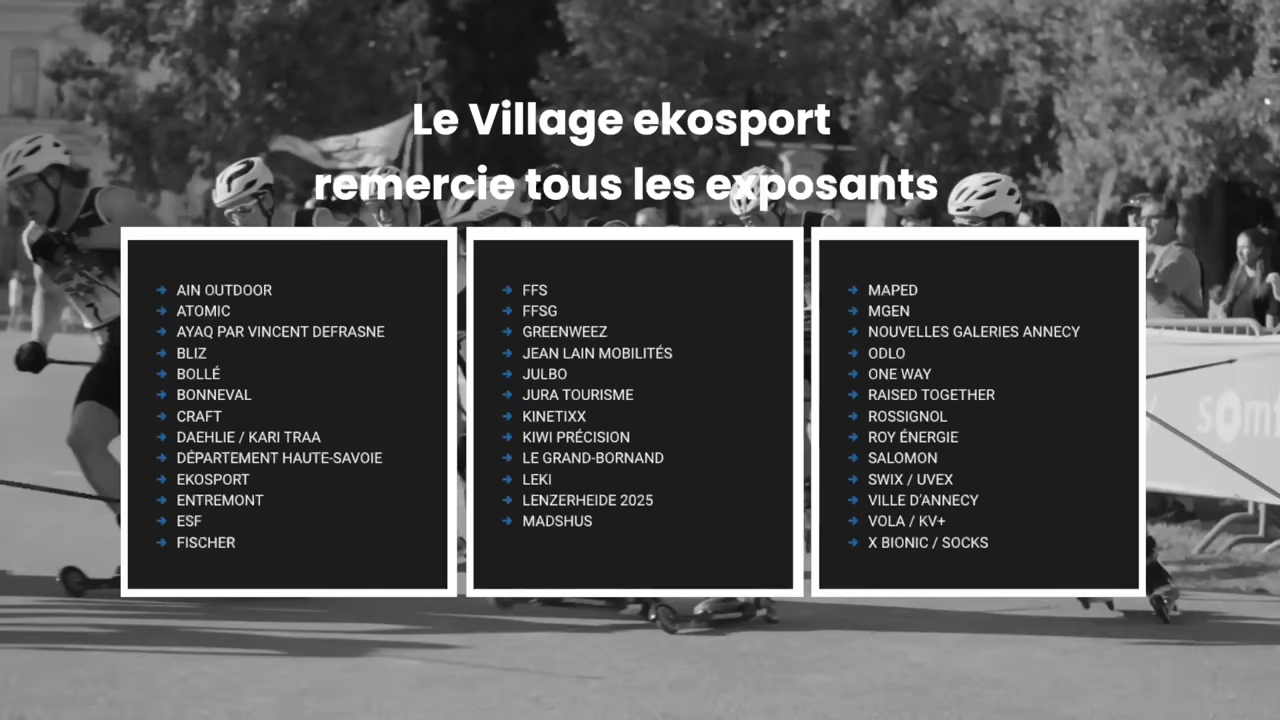 Le Village ekosport
remercie tous les exposants
AIN OUTDOOR
ATOMIC
AYAQ PAR VINCENT DEFRASNE
BLIZ
BOLLÉ
BONNEVAL
CRAFT
DAEHLIE / KARI TRAA
DÉPARTEMENT HAUTE-SAVOIE
EKOSPORT
ENTREMONT
ESF
FISCHER
FFS
FFSG
GREENWEEZ
JEAN LAIN MOBILITÉS
JULBO
JURA TOURISME
KINETIXX
KIWI PRÉCISION
LE GRAND-BORNAND
LEKI
LENZERHEIDE 2025
MADSHUS
MAPED
MGEN
NOUVELLES GALERIES ANNECY
ODLO
ONE WAY
RAISED TOGETHER
ROSSIGNOL
ROY ÉNERGIE
SALOMON
SWIX / UVEX
VILLE D'ANNECY
VOLA / KV+
X BIONIC / SOCKS